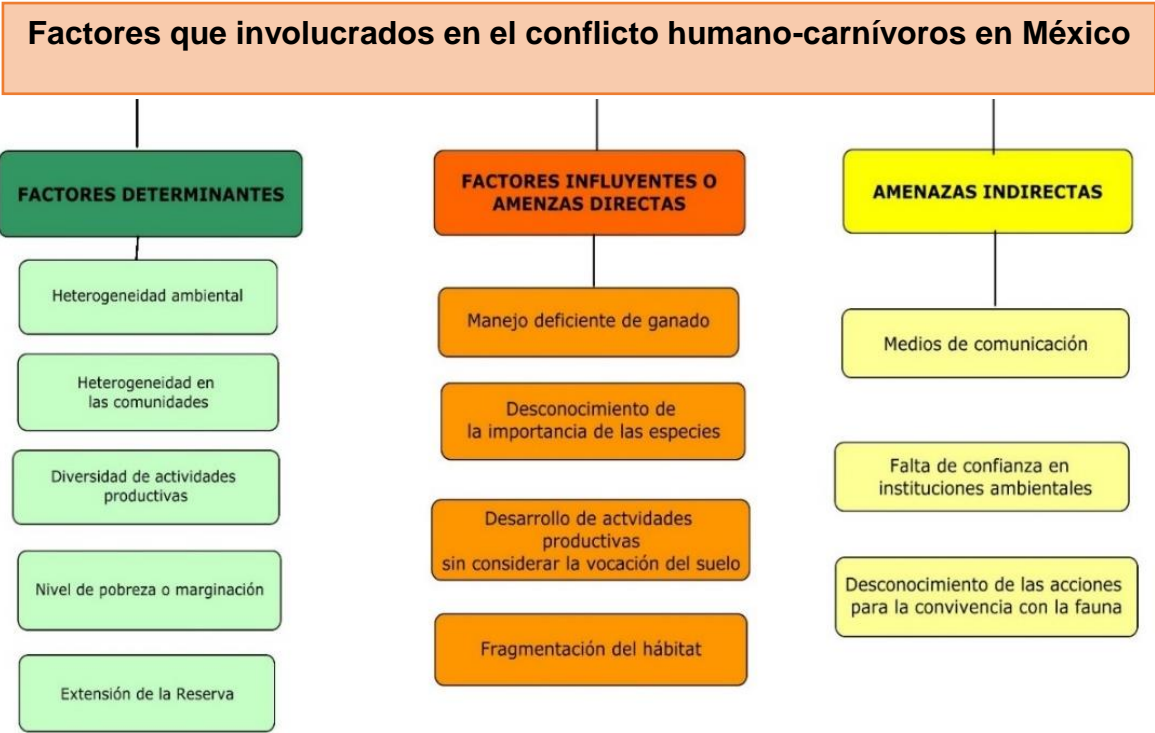 Factores que involucrados en el conflicto humano-carnívoros en México
FACTORES DETERMINANTES
Heterogeneidad ambiental
Heterogeneidad en
las comunidades
Diversidad de actividades
productivas
Nivel de pobreza o marginación
Extensión de la Reserva
FACTORES INFLUYENTES O
AMENZAS DIRECTAS
Manejo deficiente de ganado
Desconocimiento de
la importancia de las especies
Desarrollo de actvidades
productivas
sin considerar la vocación del suelo
Fragmentación del hábitat
AMENAZAS INDIRECTAS
Medios de comunicación
Falta de confianza en
instituciones ambientales
Desconocimiento de las acciones
para la convivencia con la fauna